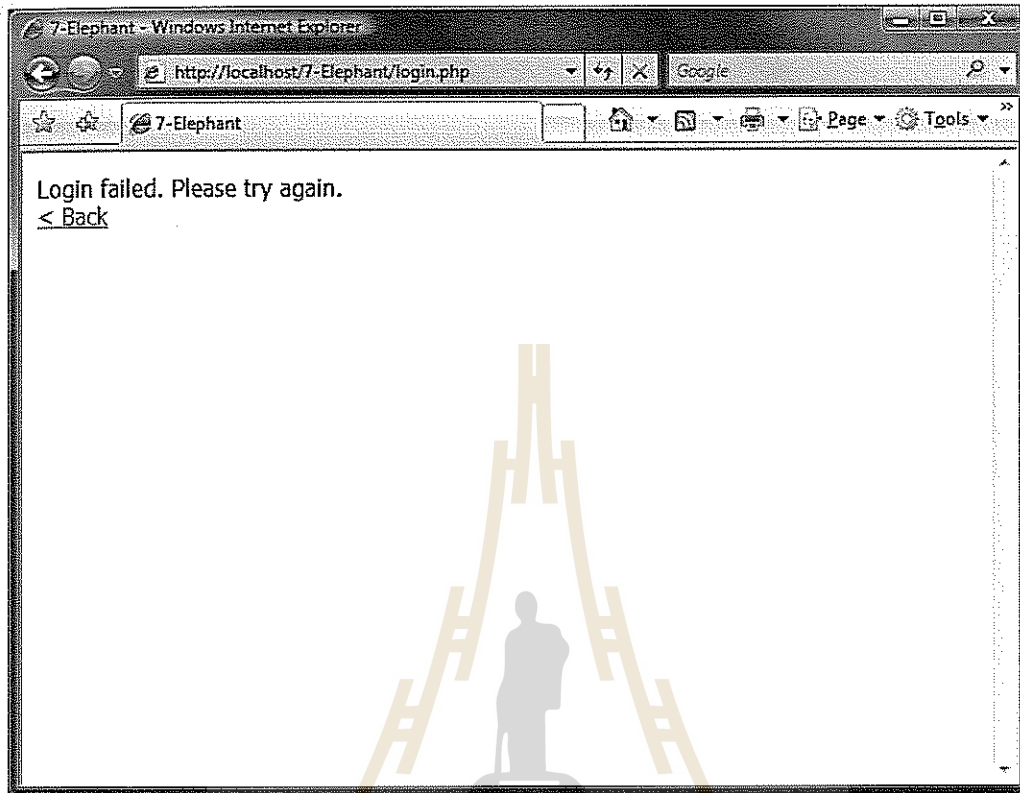 7-Elephant - Windows Internet Explorer
http://localhost/7-Elephant/login.php
Google
7-Elephant
Page
Tools
Login failed. Please try again.
< Back